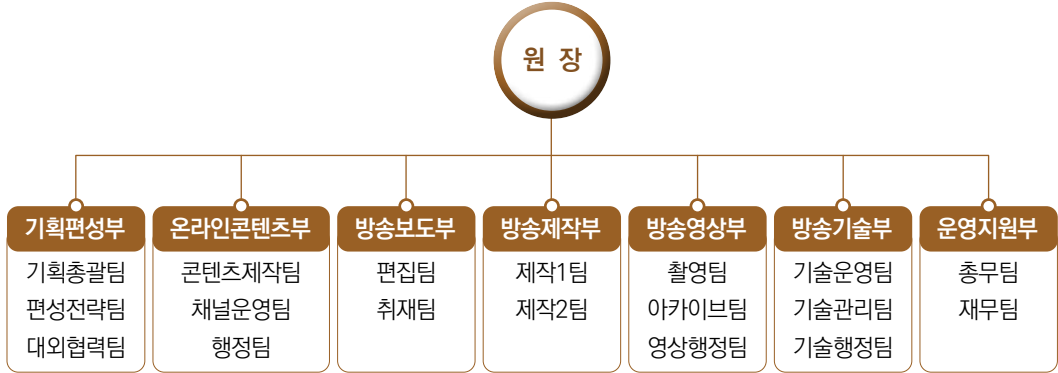 원 장
기획편성부
기획총괄팀
편성전략팀
대외협력팀
온라인콘텐츠부
콘텐츠제작팀
채널운영팀
행정팀
방송보도부
편집팀
취재팀
방송제작부
제작1팀
제작2팀
방송영상부
촬영팀
아카이브팀
영상행정팀
방송기술부
기술운영팀
기술관리팀
기술행정팀
운영지원부
총무팀
재무팀